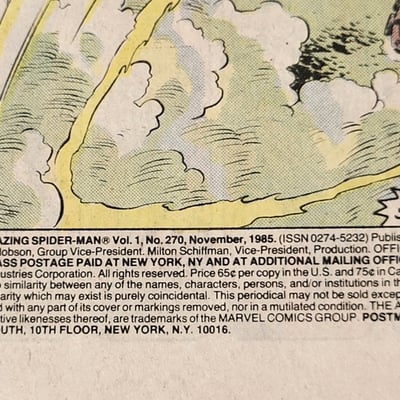 AZING SPIDER-MAN® Vol. 1, No. 270, November, 1985. (ISSN 0274-5232) Publis
obson, Group Vice-President. Milton Schiffman, Vice-President, Production. OFFI
ASS POSTAGE PAID AT NEW YORK, NY AND AT ADDITIONAL MAILING OFFIC
ustries Corporation. All rights reserved. Price 65¢ per copy in the U.S. and 75¢ in Ca
o similarity between any of the names, characters, persons, and/or institutions in th
arity which may exist is purely coincidental. This periodical may not be sold excep
d with any part of its cover or markings removed, nor in a mutilated condition. THE A
tive likenesses thereof, are trademarks of the MARVEL COMICS GROUP. POSTM
OUTH, 10TH FLOOR, NEW YORK, N.Y. 10016.